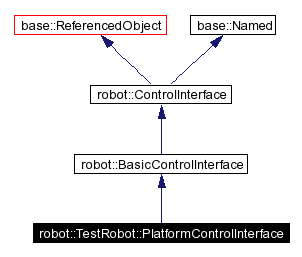 base::ReferencedObject
base::Named
robot::ControlInterface
robot::BasicControlInterface
robot::TestRobot::PlatformControlInterface